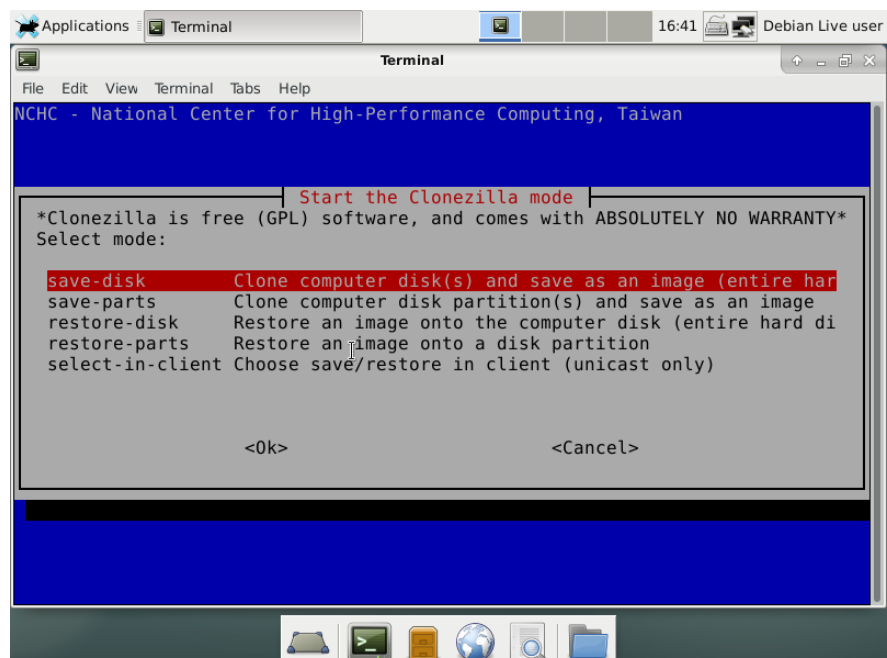 Applications Terminal 16:41 Debian Live user
Terminal
File Edit View Terminal Tabs Help
NCHC - National Center for High-Performance Computing, Taiwan
Start the Clonezilla mode
*Clonezilla is free (GPL) software, and comes with ABSOLUTELY NO WARRANTY*
Select mode:
save-disk Clone computer disk(s) and save as an image (entire har
save-parts Clone computer disk partition(s) and save as an image
restore-disk Restore an image onto the computer disk (entire hard di
restore-parts Restore an image onto a disk partition
select-in-client Choose save/restore in client (unicast only)
<Ok> <Cancel>